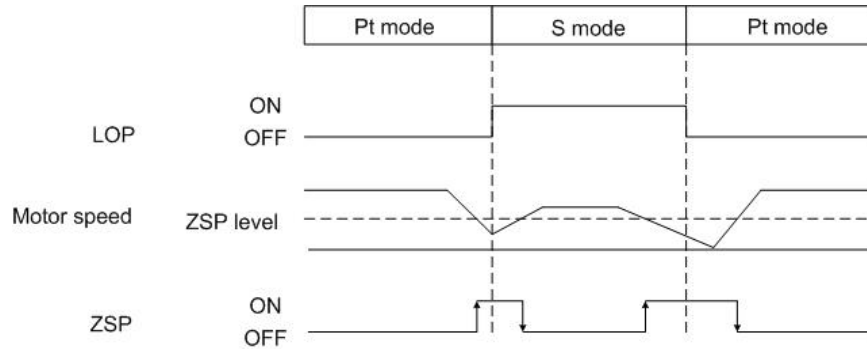 Pt mode S mode Pt mode
ON
LOP OFF
Motor speed ZSP level
ON
ZSP OFF